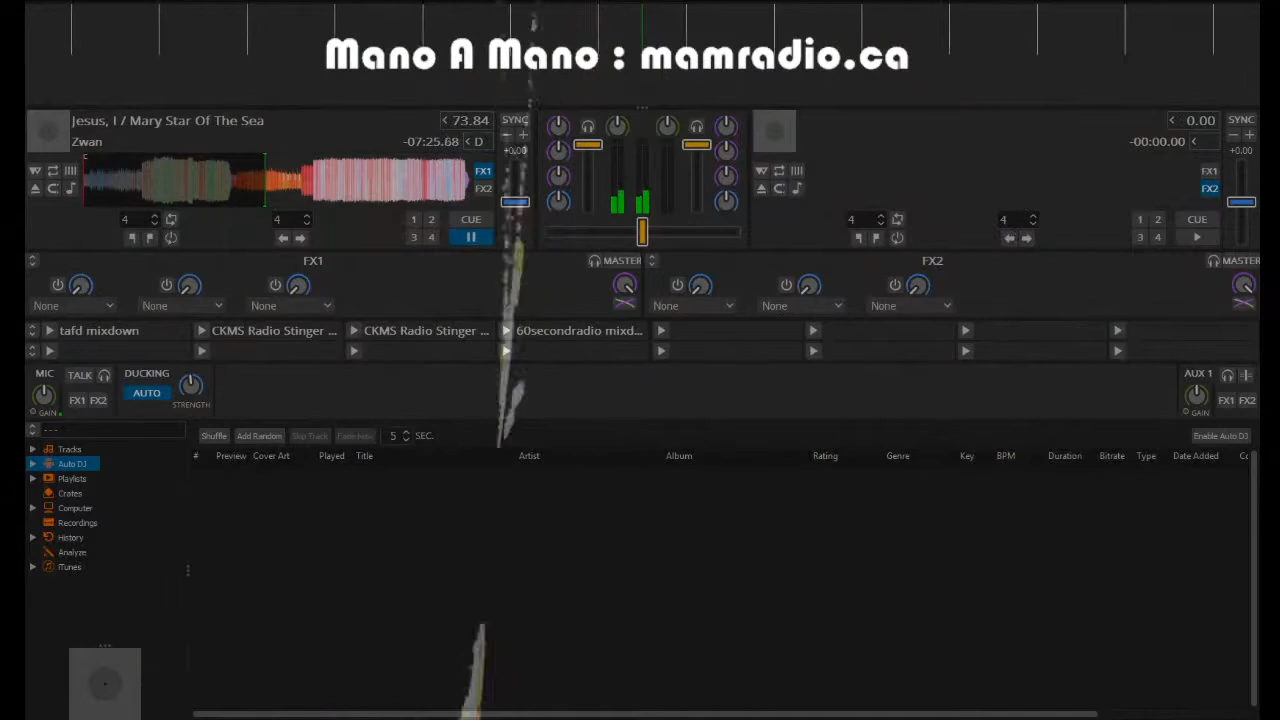 Mano A Mano : mamradio.ca
Jesus, I / Mary Star Of The Sea
73.84
SYNC
0.00
SYNC
Zwan
-07:25.68
D
-00:00.00
+0.00
+0.00
FX1
FX1
FX2
FX2
4
4
1 2
CUE
4
4
1 2
CUE
3 4
3 4
FX1
MASTER
FX2
MASTER
None
None
None
None
None
None
tafd mixdown
CKMS Radio Stinger ...
CKMS Radio Stinger ...
60secondradio mixd...
MIC
TALK
DUCKING
AUX 1
AUTO
FX1 FX2
STRENGTH
FX1 FX2
GAIN
GAIN
---
Shuffle
Add Random
Skip Track
Fade Now
5
SEC.
Enable Auto DJ
Tracks
Auto DJ
Playlists
Crates
Computer
Recordings
History
Analyze
iTunes
# Preview Cover Art Played Title Artist Album Rating Genre Key BPM Duration Bitrate Type Date Added Cc